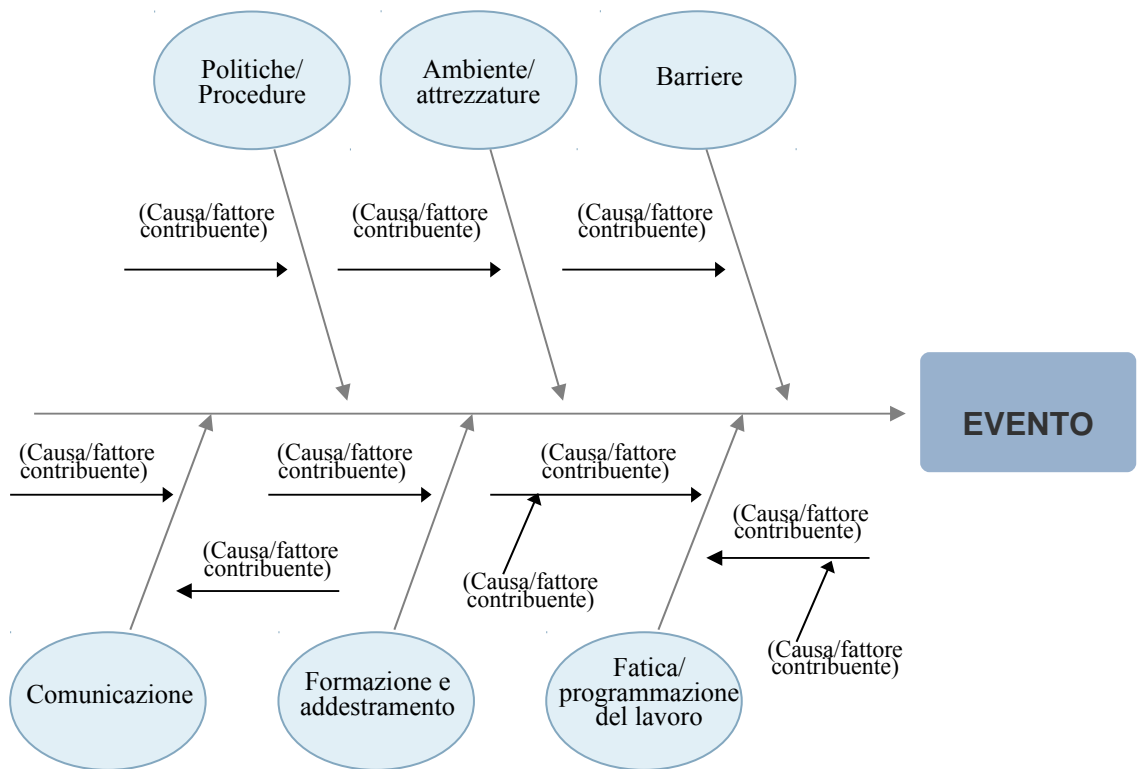 Politiche/
Procedure
Ambiente/
attrezzature
Barriere
(Causa/fattore
contribuente)
(Causa/fattore
contribuente)
(Causa/fattore
contribuente)
EVENTO
(Causa/fattore
contribuente)
(Causa/fattore
contribuente)
(Causa/fattore
contribuente)
(Causa/fattore
contribuente)
(Causa/fattore
contribuente)
(Causa/fattore
contribuente)
(Causa/fattore
contribuente)
Comunicazione
Formazione e
addestramento
Fatica/
programmazione
del lavoro